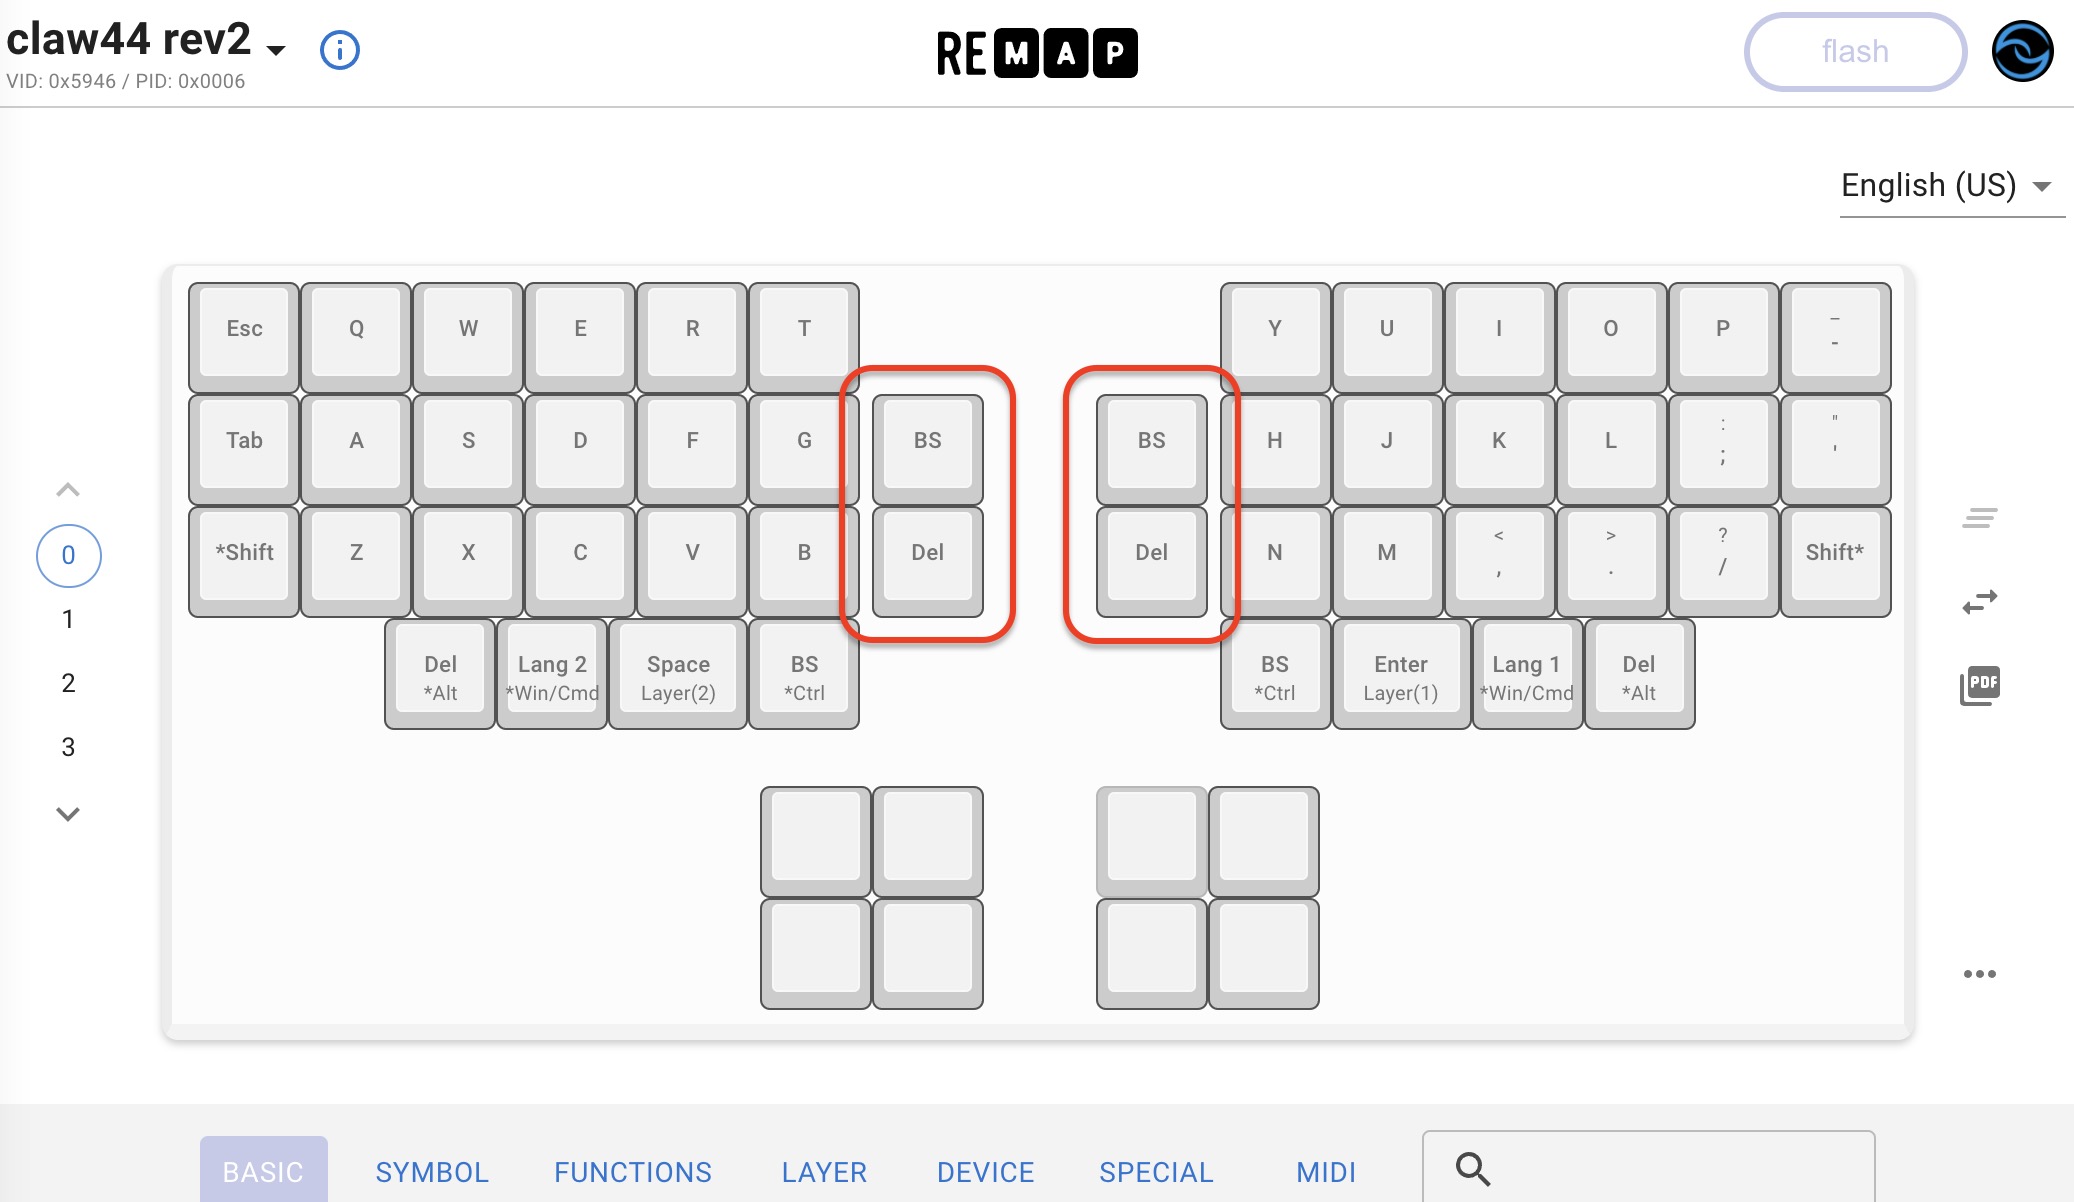 claw44 rev2
VID: 0x5946 / PID: 0x0006
REMAP
flash
English (US)
Esc Q W E R T Y U I O P _ -
Tab A S D F G BS BS H J K L : ; " '
*Shift Z X C V B Del Del N M < , > . ? / Shift*
Del *Alt Lang 2 *Win/Cmd Space Layer(2) BS *Ctrl BS *Ctrl Enter Layer(1) Lang 1 *Win/Cmd Del *Alt
0
1
2
3
PDF
BASIC SYMBOL FUNCTIONS LAYER DEVICE SPECIAL MIDI